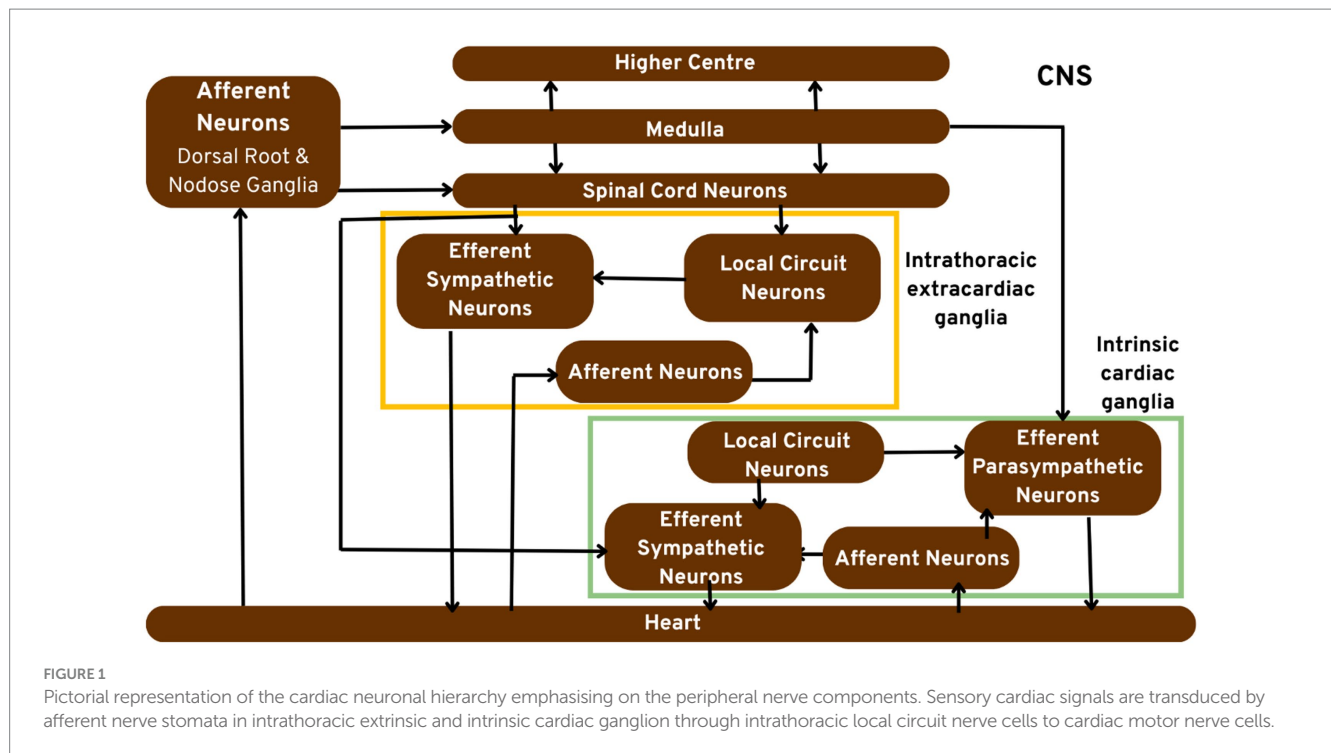 Higher Centre
CNS
Afferent
Neurons
Dorsal Root &
Nodose Ganglia
Medulla
Spinal Cord Neurons
Efferent
Sympathetic
Neurons
Local Circuit
Neurons
Intrathoracic
extracardiac
ganglia
Afferent Neurons
Intrinsic
cardiac
ganglia
Local Circuit
Neurons
Efferent
Parasympathetic
Neurons
Efferent
Sympathetic
Neurons
Afferent Neurons
Heart
FIGURE 1
Pictorial representation of the cardiac neuronal hierarchy emphasising on the peripheral nerve components. Sensory cardiac signals are transduced by
afferent nerve stomata in intrathoracic extrinsic and intrinsic cardiac ganglion through intrathoracic local circuit nerve cells to cardiac motor nerve cells.